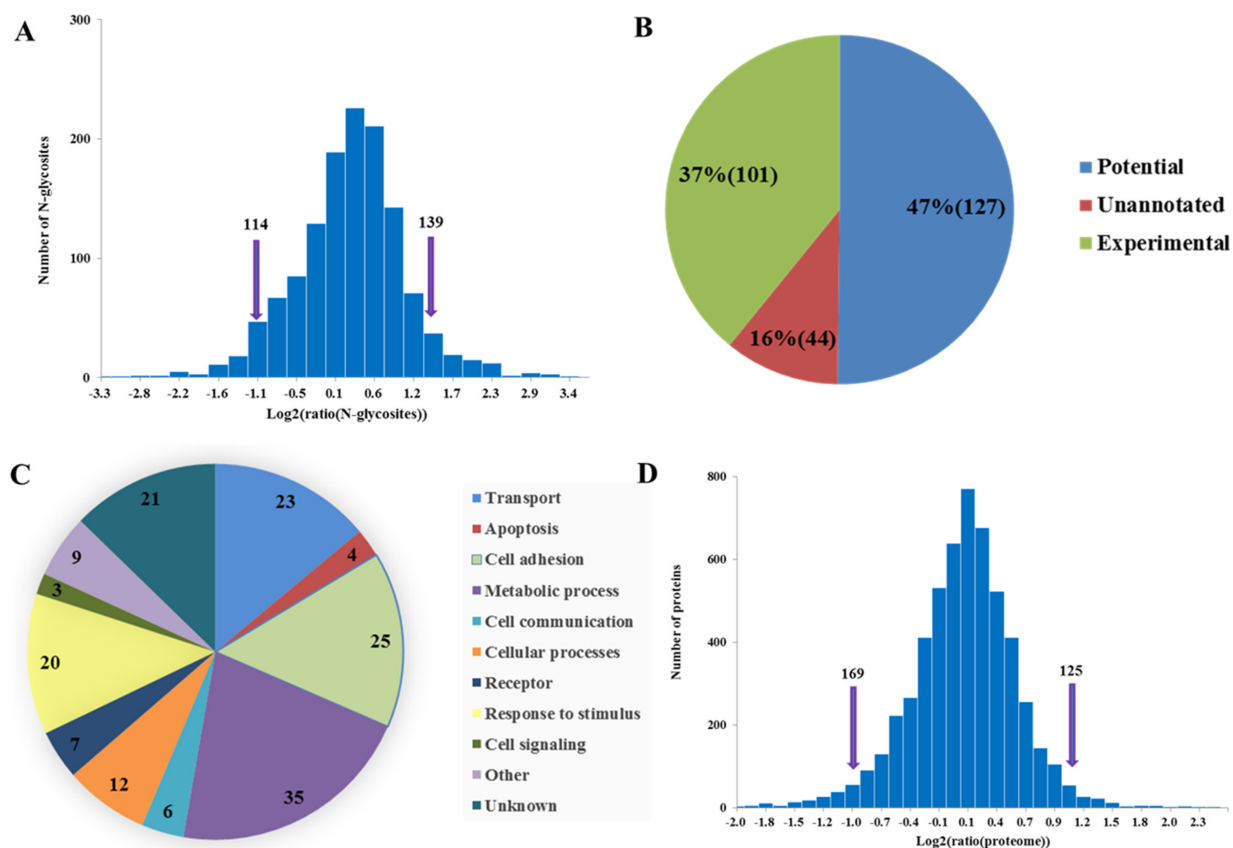 A
300
200
100
0
Number of N-glycosites
114
139
-3.3 -2.8 -2.2 -1.6 -1.1 -0.5 0.1 0.6 1.2 1.7 2.3 2.9 3.4
Log2(ratio(N-glycosites))
B
37%(101)
47%(127)
16%(44)
Potential
Unannotated
Experimental
C
21
23
4
9
3
25
20
7
12
6
35
Transport
Apoptosis
Cell adhesion
Metabolic process
Cell communication
Cellular processes
Receptor
Response to stimulus
Cell signaling
Other
Unknown
D
800
600
400
200
0
Number of proteins
169
125
-2.0 -1.8 -1.6 -1.2 -1.0 -0.7 -0.4 -0.1 0.1 0.4 0.6 0.9 1.2 1.5 1.8 2.0 2.3
Log2(ratio(proteome))